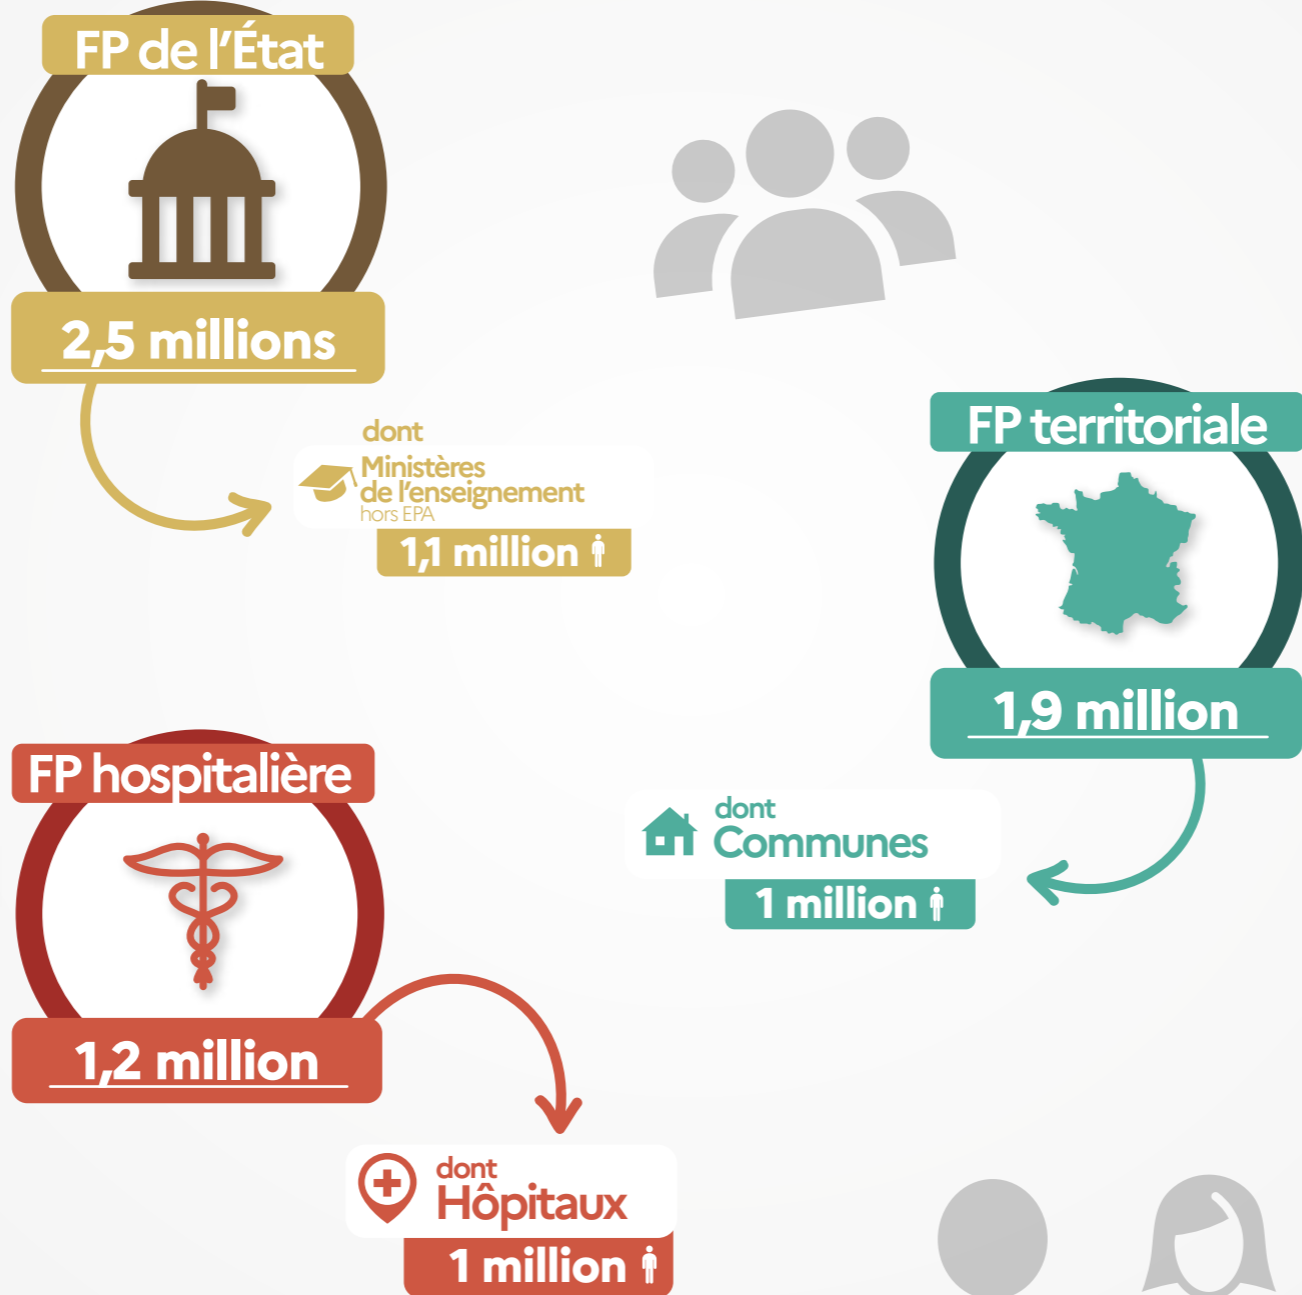 FP de l'État
2,5 millions
dont
Ministères
de l'enseignement
hors EPA
1,1 million
FP territoriale
1,9 million
dont
Communes
1 million
FP hospitalière
1,2 million
dont
Hôpitaux
1 million